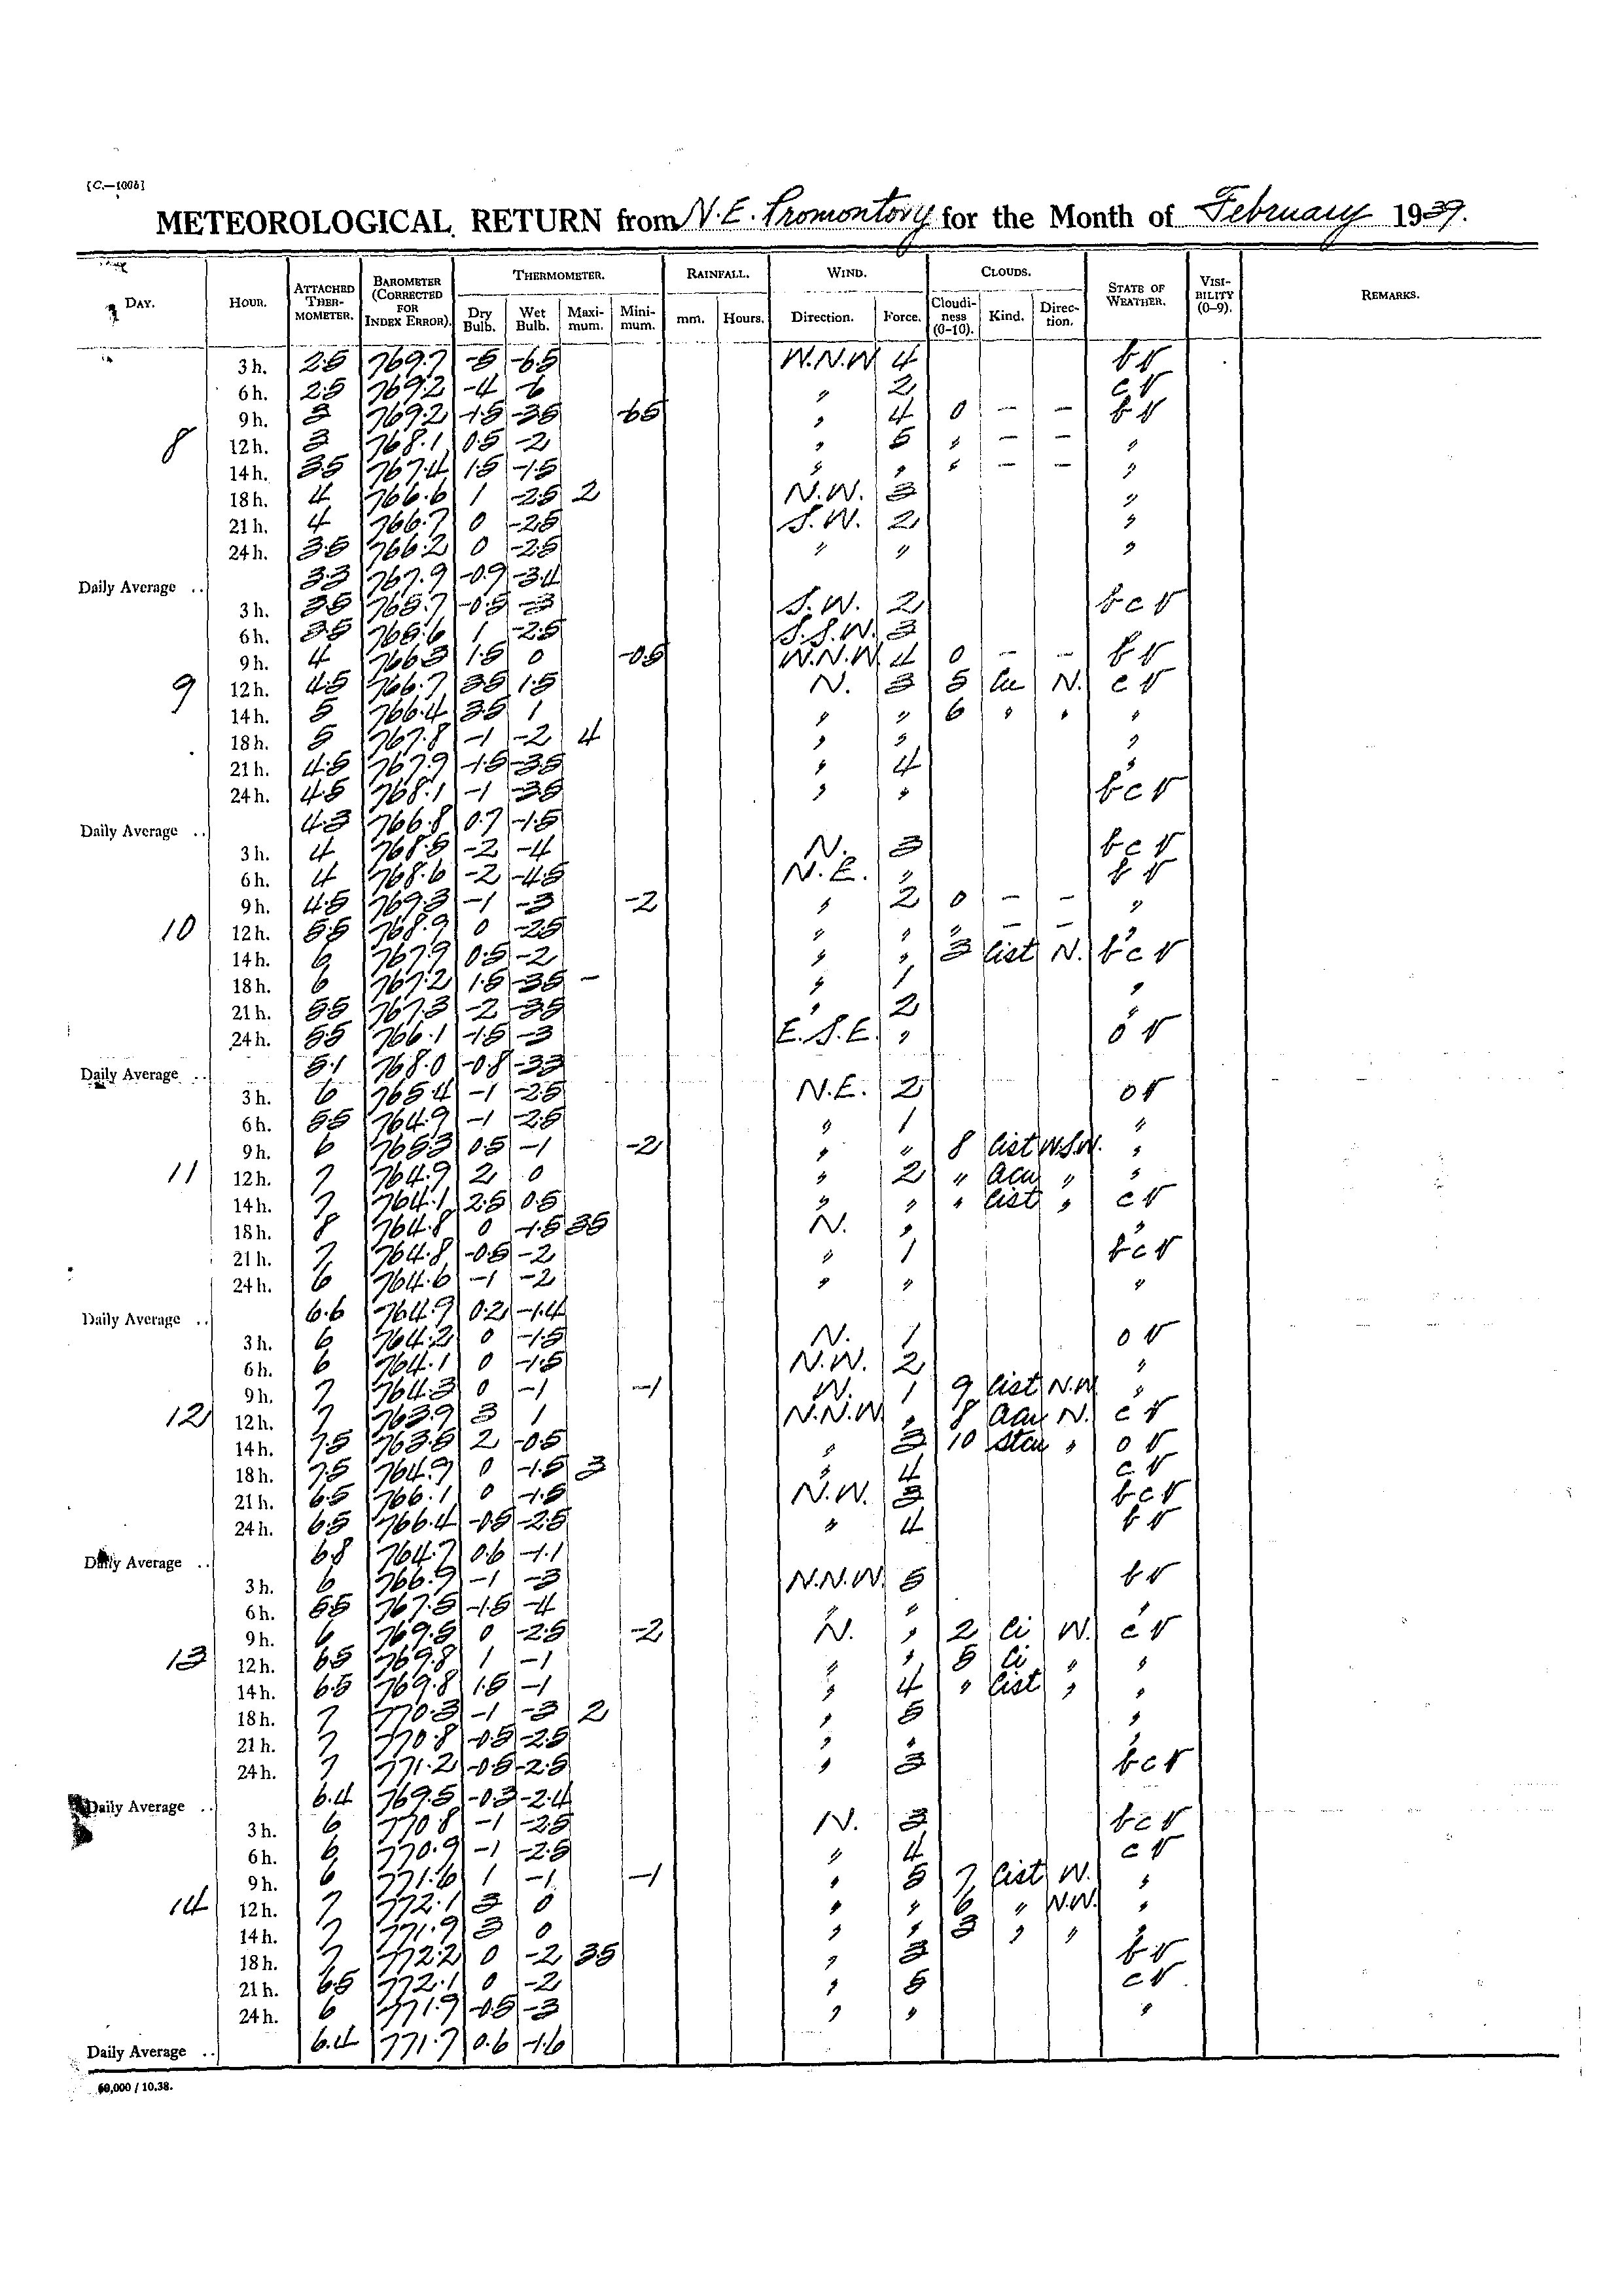 [C.—100b]
METEOROLOGICAL RETURN from N.E. Promontory for the Month of February 1939.
DAY. HOUR. ATTACHED THER-MOMETER. BAROMETER (CORRECTED FOR INDEX ERROR). THERMOMETER. RAINFALL. WIND. CLOUDS. STATE OF WEATHER. VISI-BILITY (0–9). REMARKS.
Dry Bulb. Wet Bulb. Maxi-mum. Mini-mum. mm. Hours. Direction. Force. Cloudi-ness (0–10). Kind. Direc-tion.
3 h. 2.5 769.7 -5 -6.5 W.N.W 4 b v
6 h. 2.5 769.2 -4 -6 " 2 c v
9 h. 3 769.2 -1.5 -3.5 -6.5 " 4 0 — — b v
8 12 h. 3 768.1 0.5 -2 " 5 " — — "
14 h. 3.5 767.4 1.5 -1.5 " " " — — "
18 h. 4 766.6 1 -2.5 2 N.W. 3 "
21 h. 4 766.7 0 -2.5 S.W. 2 "
24 h. 3.5 766.2 0 -2.5 " " "
Daily Average .. 3.3 767.9 -0.9 -3.4
3 h. 3.5 765.7 -0.5 -3 S.W. 2 b c v
6 h. 3.5 765.6 1 -2.5 S.S.W. 3
9 h. 4 766.3 1.5 0 -0.5 W.N.W 4 0 — — b v
9 12 h. 4.5 766.7 3.5 1.5 N. 3 5 Cu N. c v
14 h. 5 766.4 3.5 1 " " 6 " " "
18 h. 5 767.8 -1 -2 4 " " "
21 h. 4.5 767.9 -1.5 -3.5 " 4 "
24 h. 4.5 768.1 -1 -3.5 " " b c v
Daily Average .. 4.3 766.8 0.7 -1.5
3 h. 4 768.5 -2 -4 N. 3 b c v
6 h. 4 768.6 -2 -4.5 N.E. " b v
9 h. 4.5 769.3 -1 -3 -2 " 2 0 — — "
10 12 h. 5.5 768.9 0 -2.5 " " " — — "
14 h. 6 767.9 0.5 -2 " " 3 Cist N. b c v
18 h. 6 767.2 1.5 -3.5 — " 1 "
21 h. 5.5 767.3 -2 -3.5 " 2 "
24 h. 5.5 766.1 -1.5 -3 E.S.E. " o v
Daily Average .. 5.1 768.0 -0.8 -3.3
3 h. 6 765.4 -1 -2.5 N.E. 2 o v
6 h. 5.5 764.9 -1 -2.5 " 1 "
9 h. 6 765.3 0.5 -1 -2 " " 8 Cist W.S.W. "
11 12 h. 7 764.9 2 0 " 2 " Acu " "
14 h. 7 764.1 2.5 0.5 " " " Cist " c v
18 h. 8 764.8 0 -1.5 3.5 N. " "
21 h. 7 764.8 -0.5 -2 " 1 b c v
24 h. 6 764.6 -1 -2 " " "
Daily Average .. 6.6 764.9 0.2 -1.4
3 h. 6 764.2 0 -1.5 N. 1 o v
6 h. 6 764.1 0 -1.5 N.W. 2 "
9 h. 7 764.3 0 -1 -1 W. 1 9 Cist N.W "
12 12 h. 7 763.9 3 1 N.N.W " 8 Acu N. c v
14 h. 7.5 763.5 2 -0.5 " 3 10 Stcu " o v
18 h. 7.5 764.9 0 -1.5 3 " 4 c v
21 h. 6.5 766.1 0 -1.5 N.W. 3 b c v
24 h. 6.5 766.4 -0.5 -2.5 " 4 b v
Daily Average .. 6.8 764.7 0.6 -1.1
3 h. 6 766.9 -1 -3 N.N.W. 5 b v
6 h. 5.5 767.5 -1.5 -4 " " "
9 h. 6 769.5 0 -2.5 -2 N. " 2 Ci W. c v
13 12 h. 6.5 769.8 1 -1 " " 5 Ci " "
14 h. 6.5 769.8 1.5 -1 " 4 " Cist " "
18 h. 7 770.3 -1 -3 2 " 5 "
21 h. 7 770.8 -0.5 -2.5 " " "
24 h. 7 771.2 -0.5 -2.5 " 3 b c v
Daily Average .. 6.4 769.5 -0.3 -2.4
3 h. 6 770.8 -1 -2.5 N. 3 b c v
6 h. 6 770.9 -1 -2.5 " 4 c v
9 h. 6 771.6 1 -1 -1 " 5 7 Cist W. "
14 12 h. 7 772.1 3 0 " " 6 " N.W. "
14 h. 7 771.9 3 0 " " 3 " " "
18 h. 7 772.2 0 -2 3.5 " 3 b v
21 h. 6.5 772.1 0 -2 " 5 c v
24 h. 6 771.9 -0.5 -3 " " "
Daily Average .. 6.4 771.7 0.6 -1.6
60,000 / 10.38.